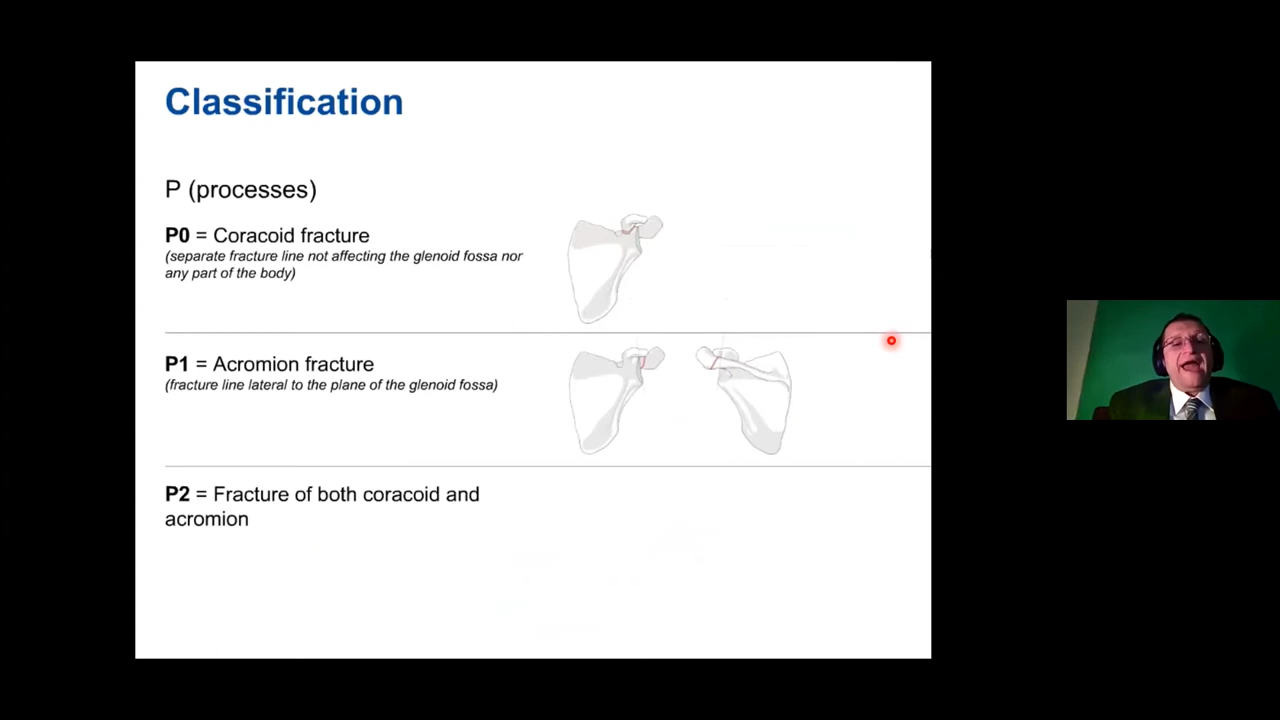 Classification
P (processes)
P0 = Coracoid fracture
(separate fracture line not affecting the glenoid fossa nor
any part of the body)
P1 = Acromion fracture
(fracture line lateral to the plane of the glenoid fossa)
P2 = Fracture of both coracoid and
acromion